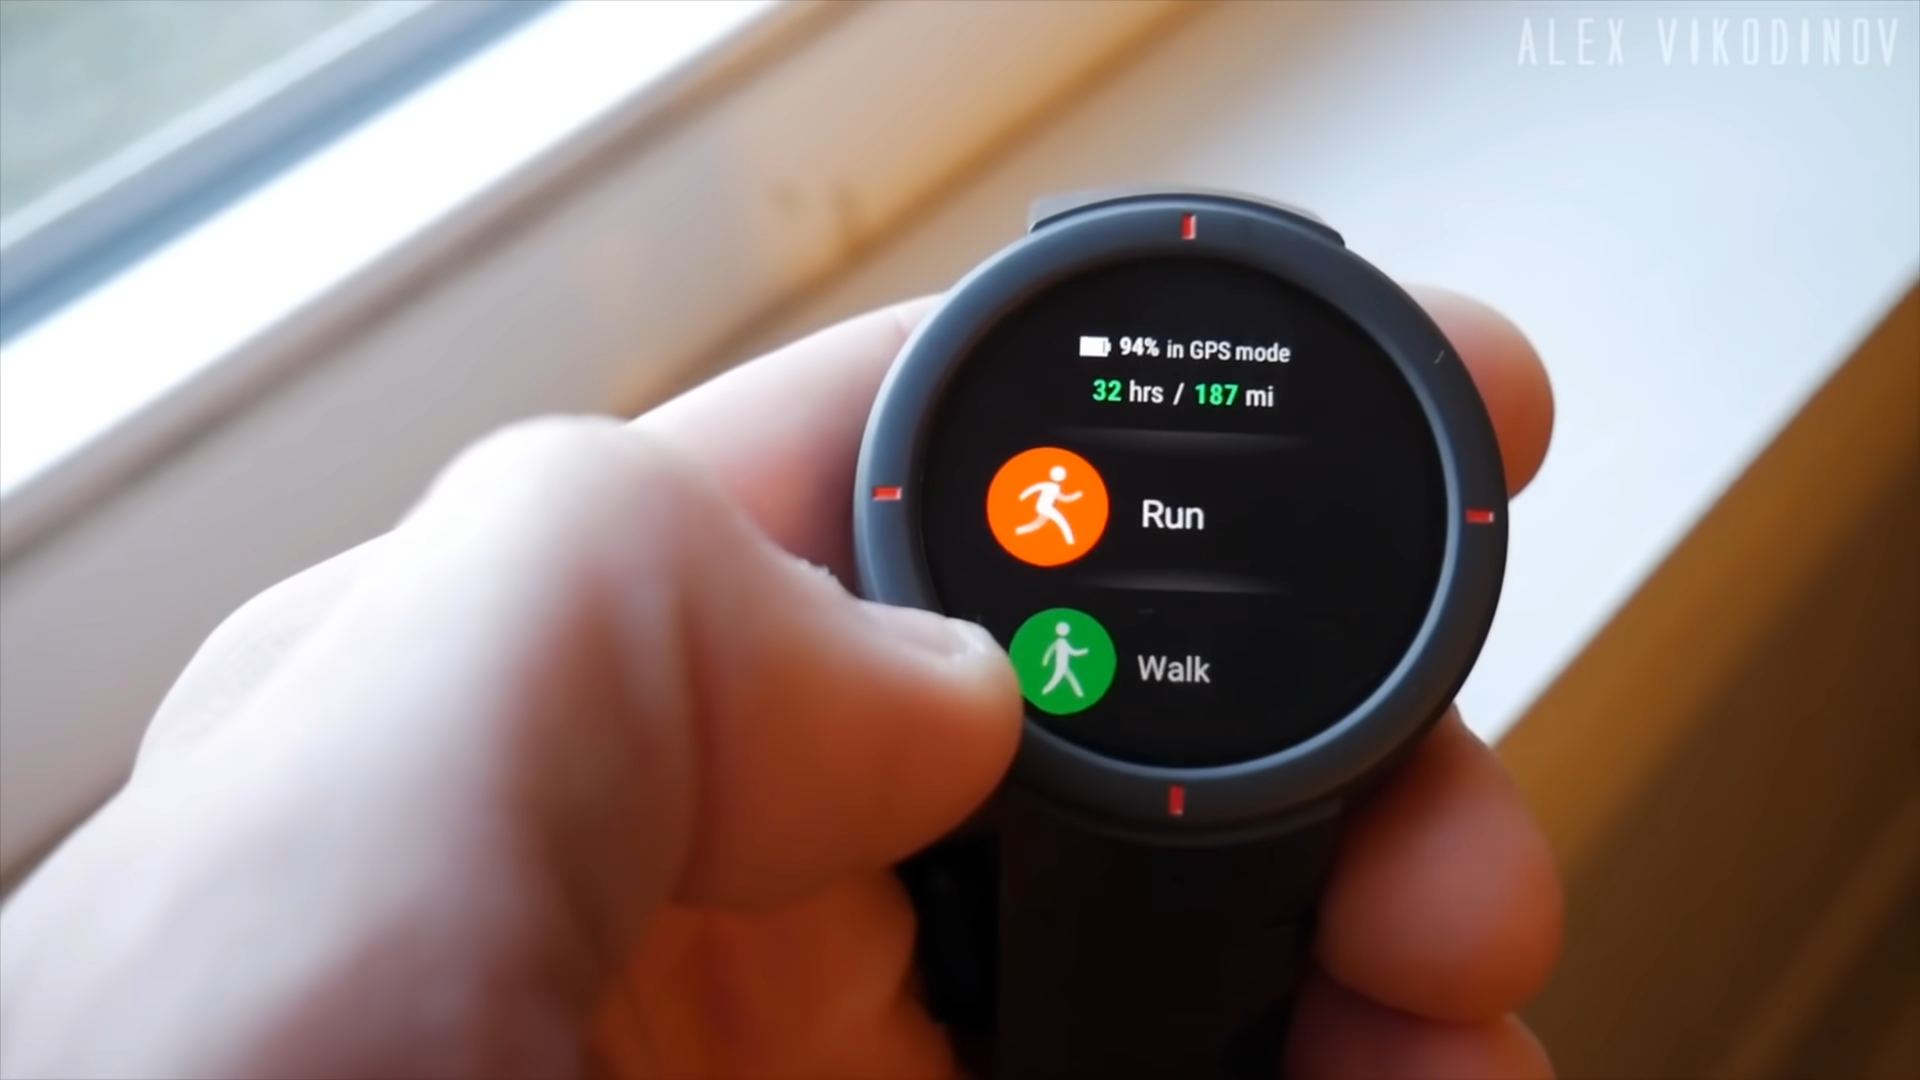 ALEX VIKODINOV
94% in GPS mode
32 hrs / 187 mi
Run
Walk